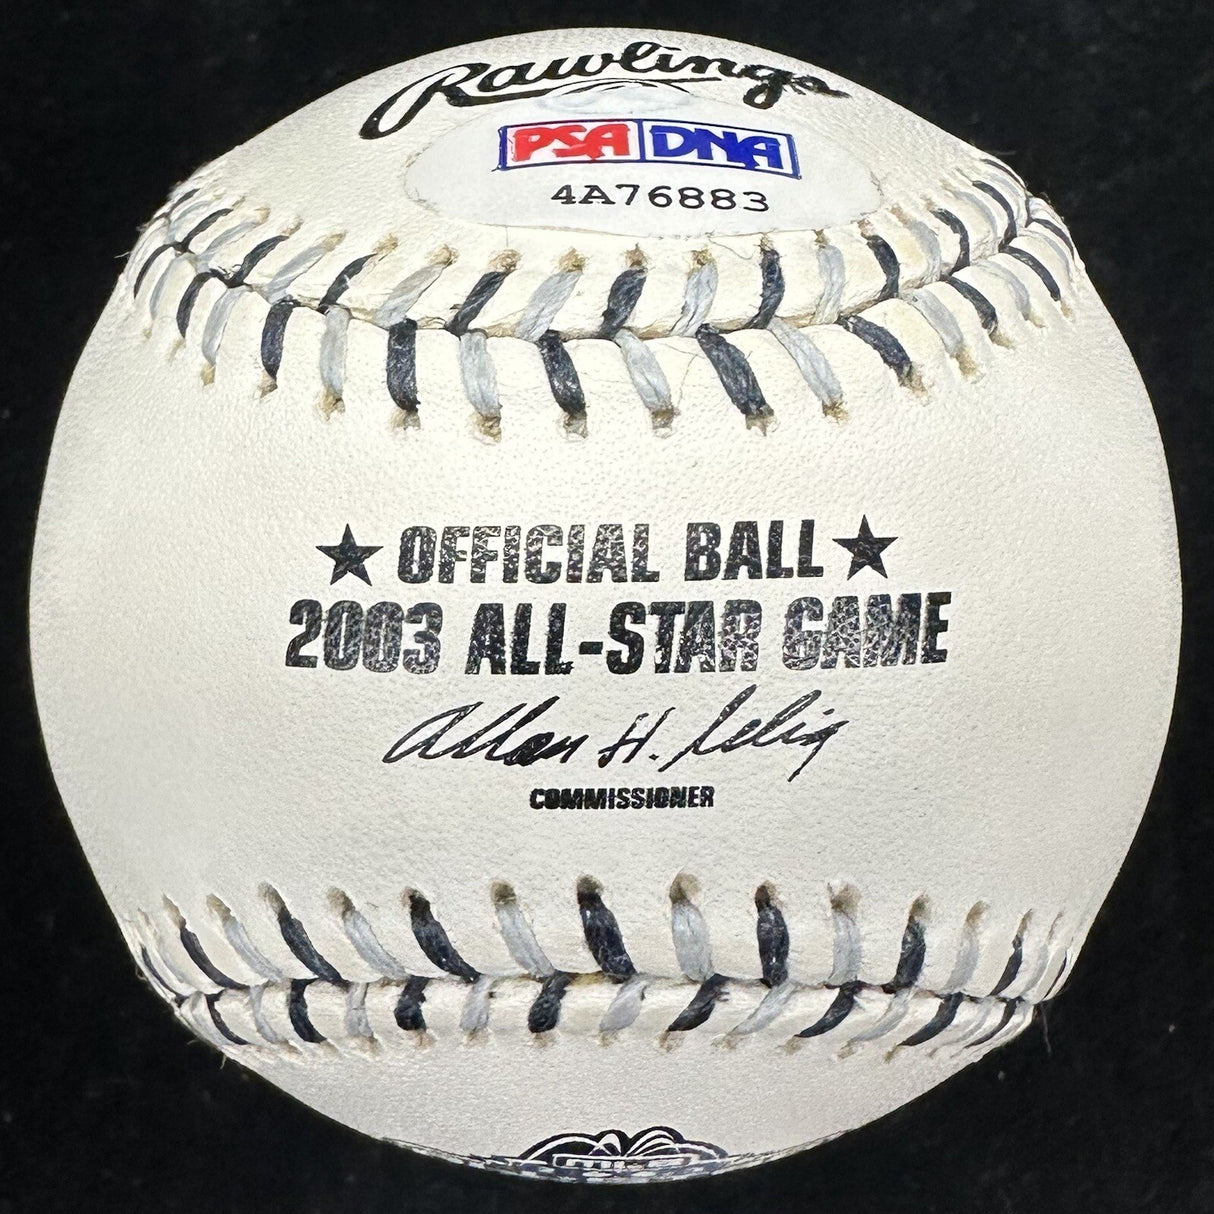 Rawlings
PSA DNA
4A76883
★ OFFICIAL BALL ★
2003 ALL-STAR GAME
Allan H. Selig
COMMISSIONER